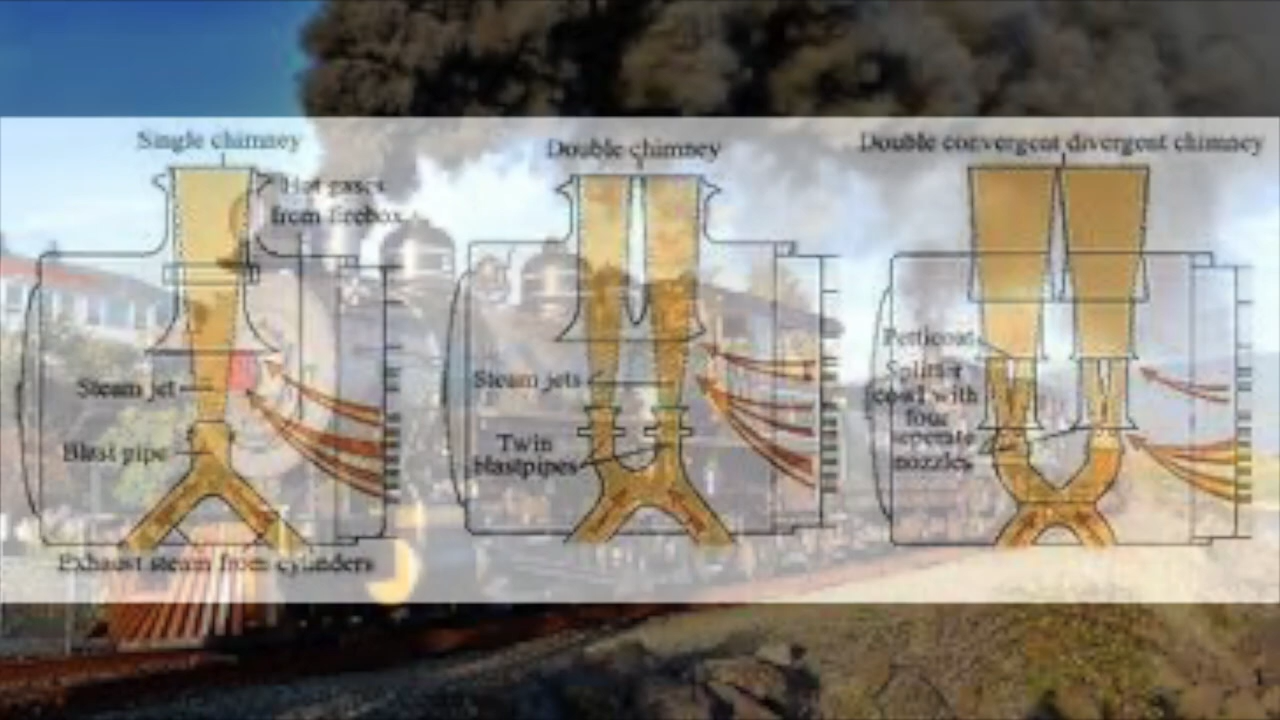 Single chimney
Hot gases
from firebox
Steam jet
Blast pipe
Exhaust steam from cylinders
Double chimney
Steam jets
Twin
blastpipes
Double convergent divergent chimney
Petticoat
Splitter
cowl with
four
seperate
nozzles